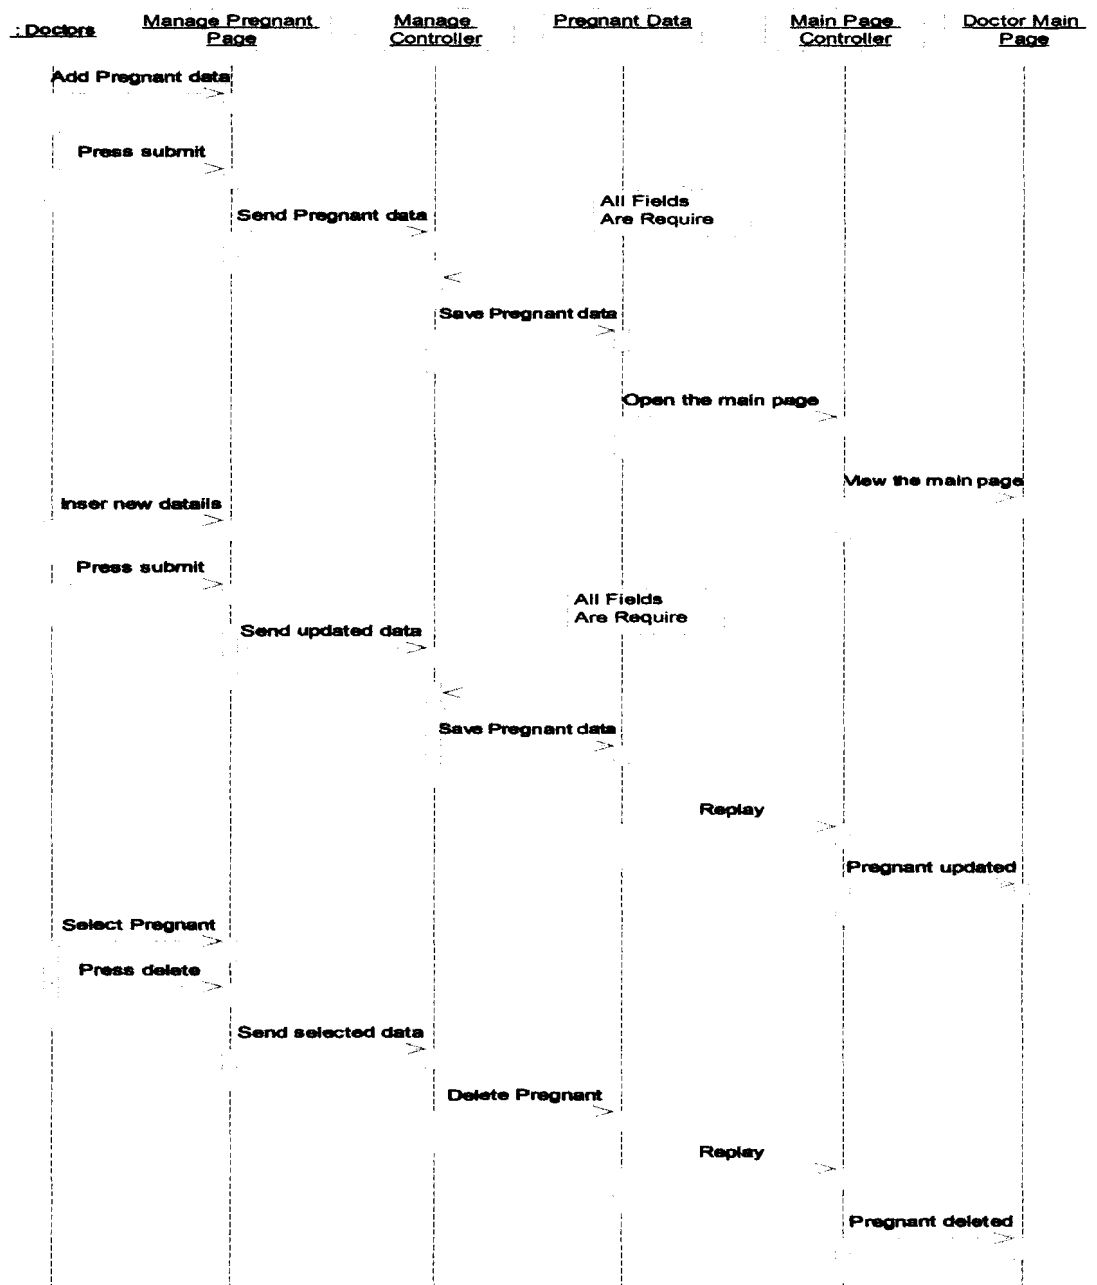 : Doctors
Manage Pregnant
Page
Manage
Controller
Pregnant Data
Main Page
Controller
Doctor Main
Page
Add Pregnant data
Press submit
Send Pregnant data
All Fields
Are Require
Save Pregnant data
Open the main page
View the main page
Inser new datails
Press submit
All Fields
Are Require
Send updated data
Save Pregnant data
Replay
Pregnant updated
Select Pregnant
Press delete
Send selected data
Delete Pregnant
Replay
Pregnant deleted